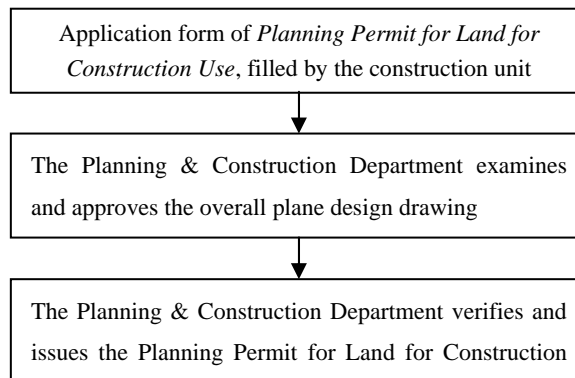 Application form of Planning Permit for Land for
Construction Use, filled by the construction unit
The Planning & Construction Department examines
and approves the overall plane design drawing
The Planning & Construction Department verifies and
issues the Planning Permit for Land for Construction